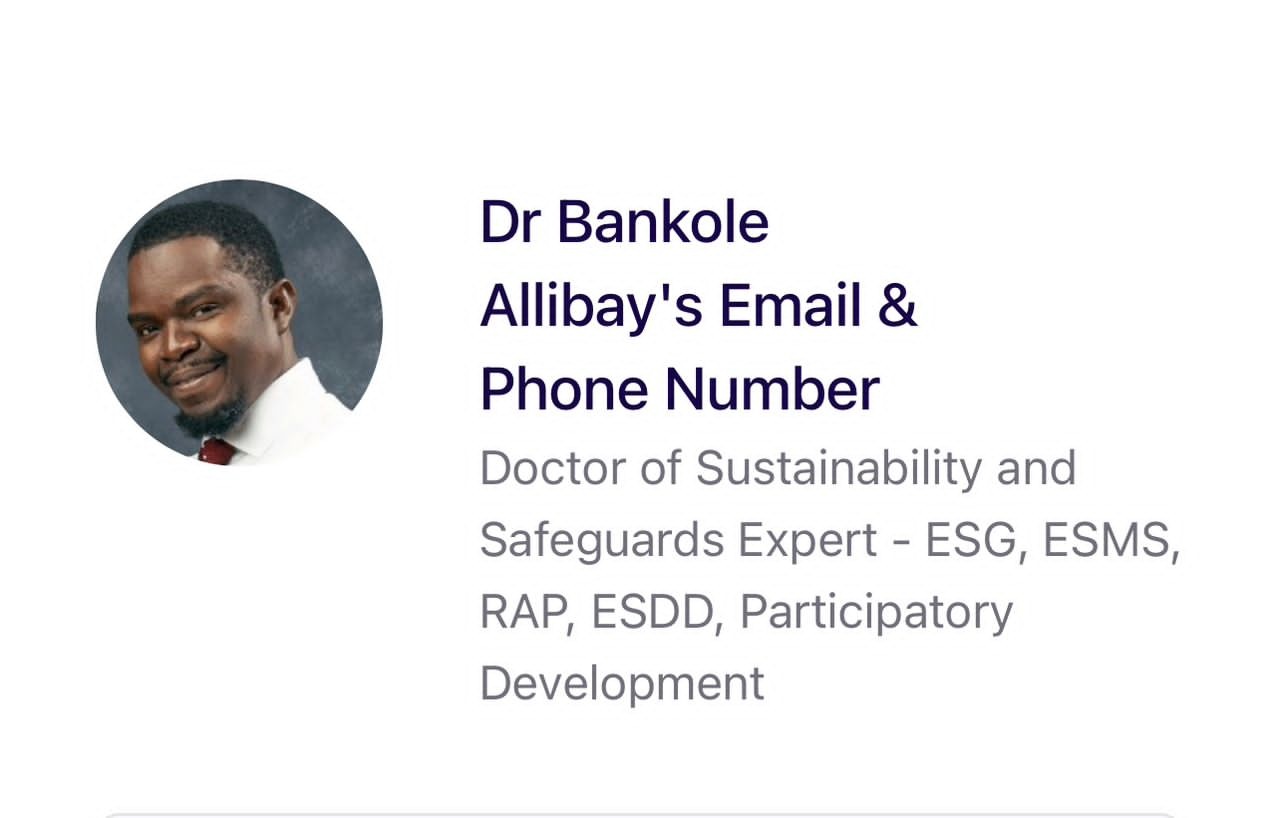 Dr Bankole
Allibay's Email &
Phone Number
Doctor of Sustainability and
Safeguards Expert - ESG, ESMS,
RAP, ESDD, Participatory
Development